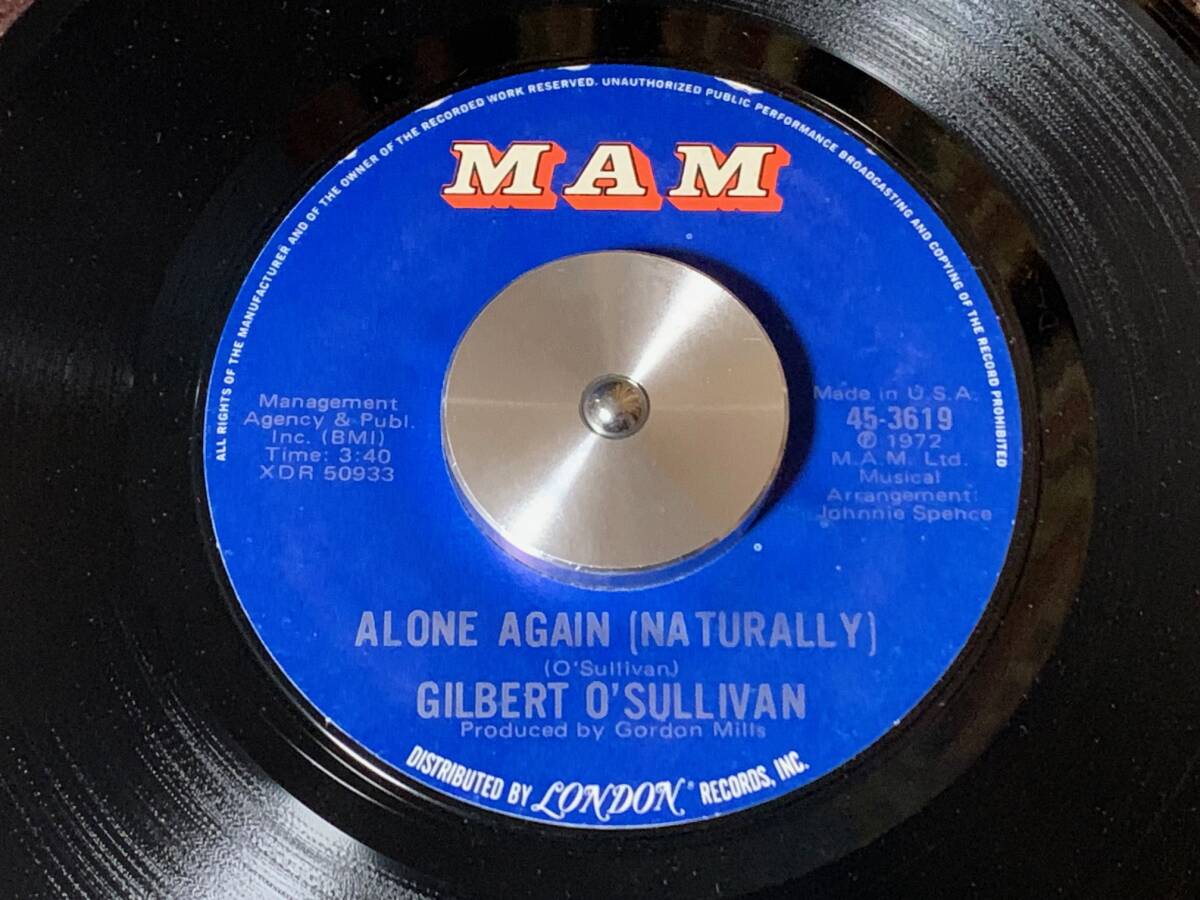 ALL RIGHTS OF THE MANUFACTURER AND OF THE OWNER OF THE RECORDED WORK RESERVED. UNAUTHORIZED PUBLIC PERFORMANCE BROADCASTING AND COPYING OF THE RECORD PROHIBITED
MAM
Management
Agency & Publ.
Inc. (BMI)
Time: 3:40
XDR 50933
Made in U.S.A.
45-3619
℗ 1972
M.A.M. Ltd.
Musical
Arrangement:
Johnnie Spence
ALONE AGAIN (NATURALLY)
(O'Sullivan)
GILBERT O'SULLIVAN
Produced by Gordon Mills
DISTRIBUTED BY LONDON® RECORDS, INC.